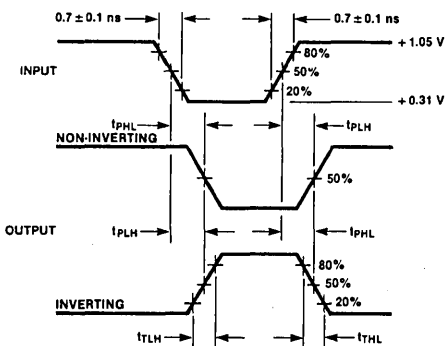 0.7 ± 0.1 ns
0.7 ± 0.1 ns
+ 1.05 V
80%
INPUT
50%
20%
+ 0.31 V
tPHL
tPLH
NON-INVERTING
50%
OUTPUT
tPLH
tPHL
80%
50%
20%
INVERTING
tTLH
tTHL